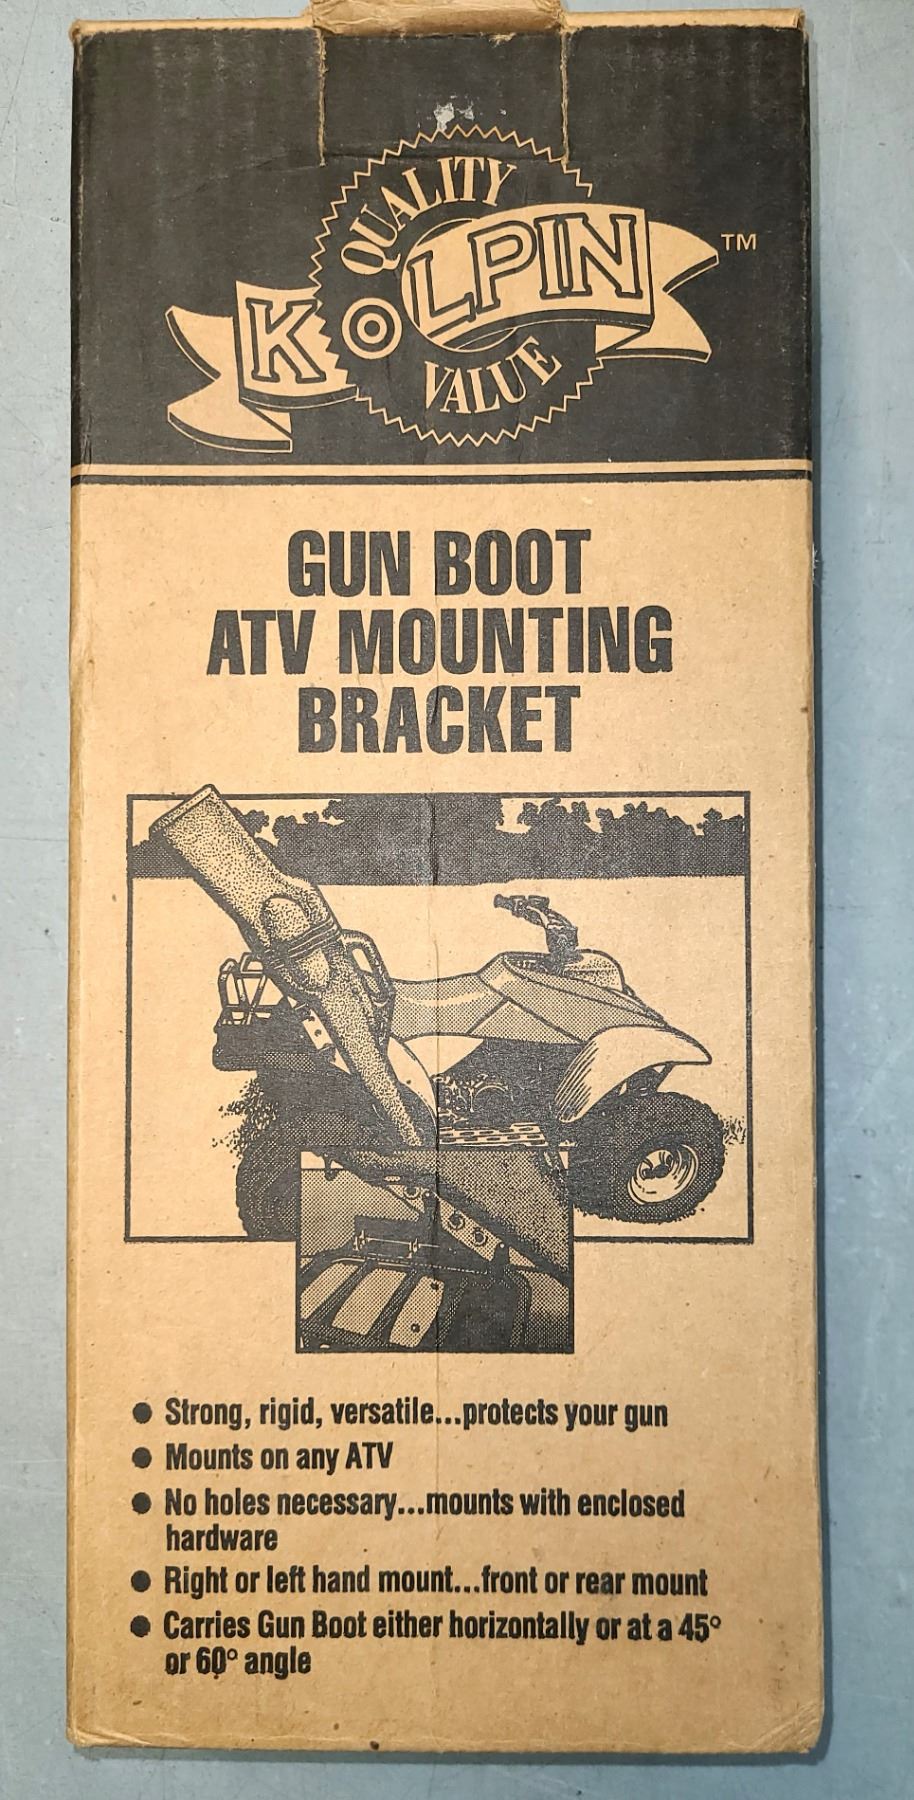 QUALITY
KOLPIN
TM
VALUE
GUN BOOT
ATV MOUNTING
BRACKET
● Strong, rigid, versatile...protects your gun
● Mounts on any ATV
● No holes necessary...mounts with enclosed
hardware
● Right or left hand mount...front or rear mount
● Carries Gun Boot either horizontally or at a 45°
or 60° angle